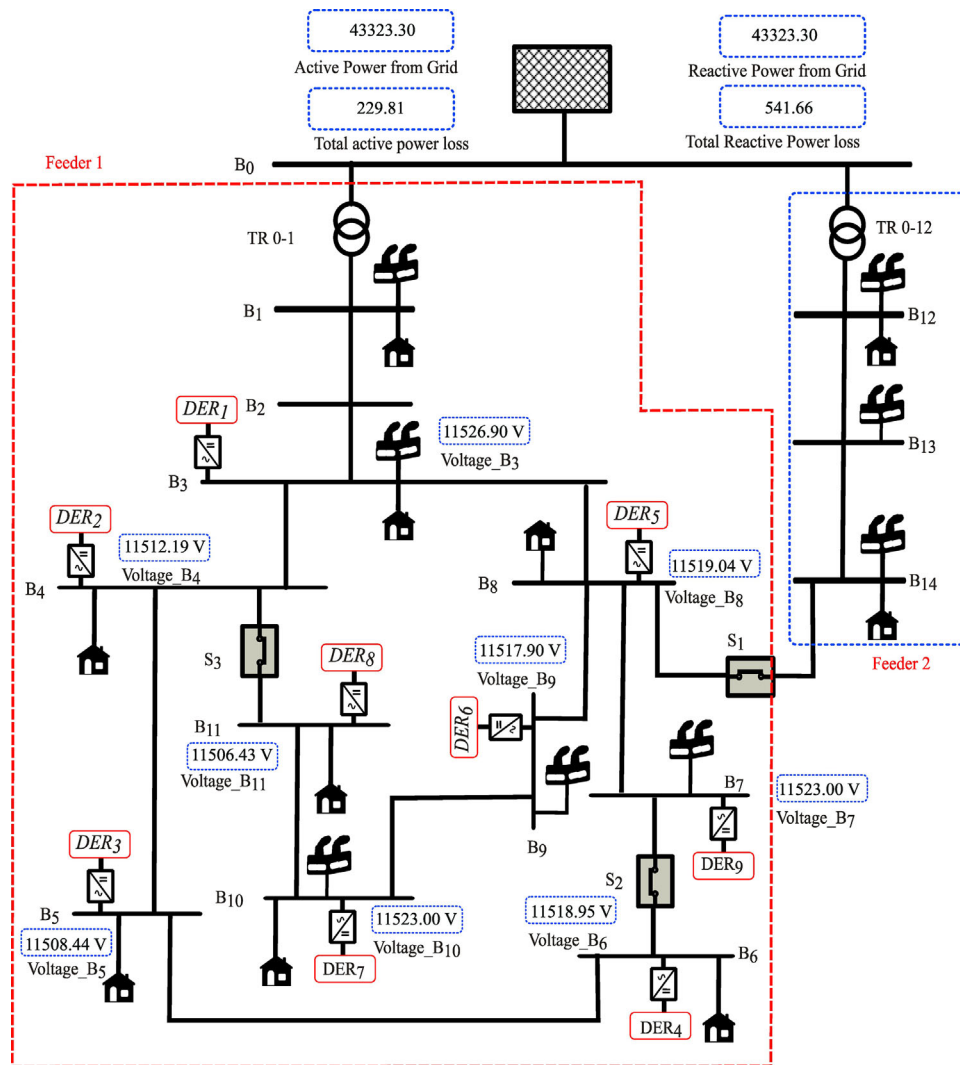 43323.30
Active Power from Grid
43323.30
Reactive Power from Grid
229.81
Total active power loss
541.66
Total Reactive Power loss
Feeder 1
B0
TR 0-1
TR 0-12
B1
B12
B2
DER1
11526.90 V
Voltage_B3
B13
B3
DER2
11512.19 V
Voltage_B4
DER5
11519.04 V
Voltage_B8
B4
B8
B14
S3
S1
Feeder 2
DER8
11517.90 V
Voltage_B9
DER6
B11
11506.43 V
Voltage_B11
B7
11523.00 V
Voltage_B7
DER3
B9
DER9
S2
B10
B5
11508.44 V
Voltage_B5
11523.00 V
Voltage_B10
11518.95 V
Voltage_B6
B6
DER7
DER4